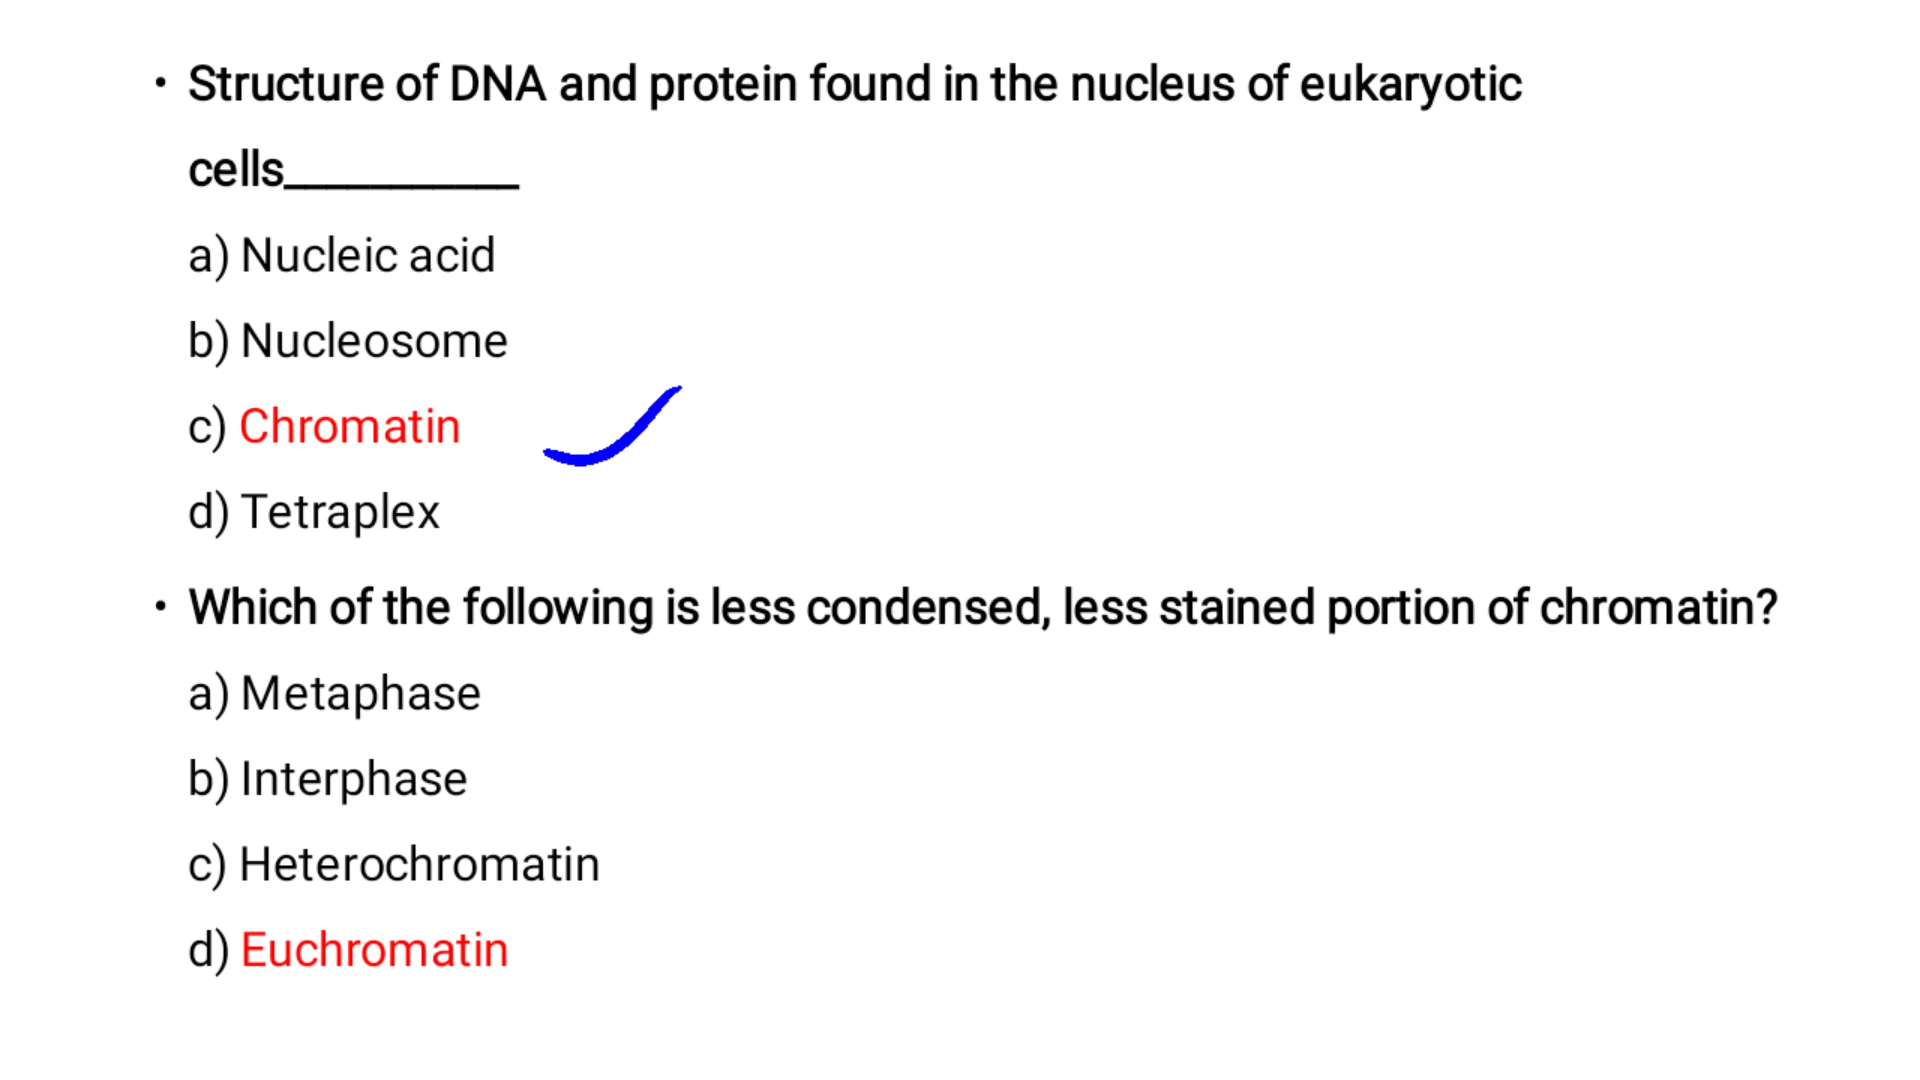 • Structure of DNA and protein found in the nucleus of eukaryotic
cells___________
a) Nucleic acid
b) Nucleosome
c) Chromatin
d) Tetraplex
• Which of the following is less condensed, less stained portion of chromatin?
a) Metaphase
b) Interphase
c) Heterochromatin
d) Euchromatin